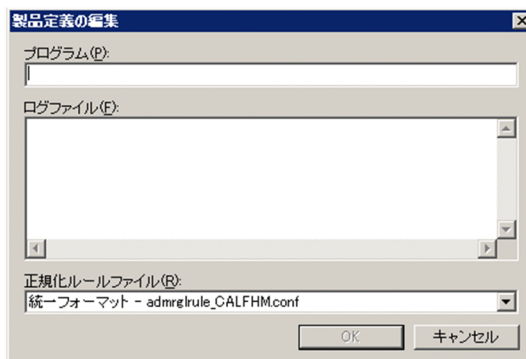 製品定義の編集
プログラム(P):
ログファイル(F):
正規化ルールファイル(R):
統一フォーマット - admrglrule_CALFHM.conf
OK
キャンセル